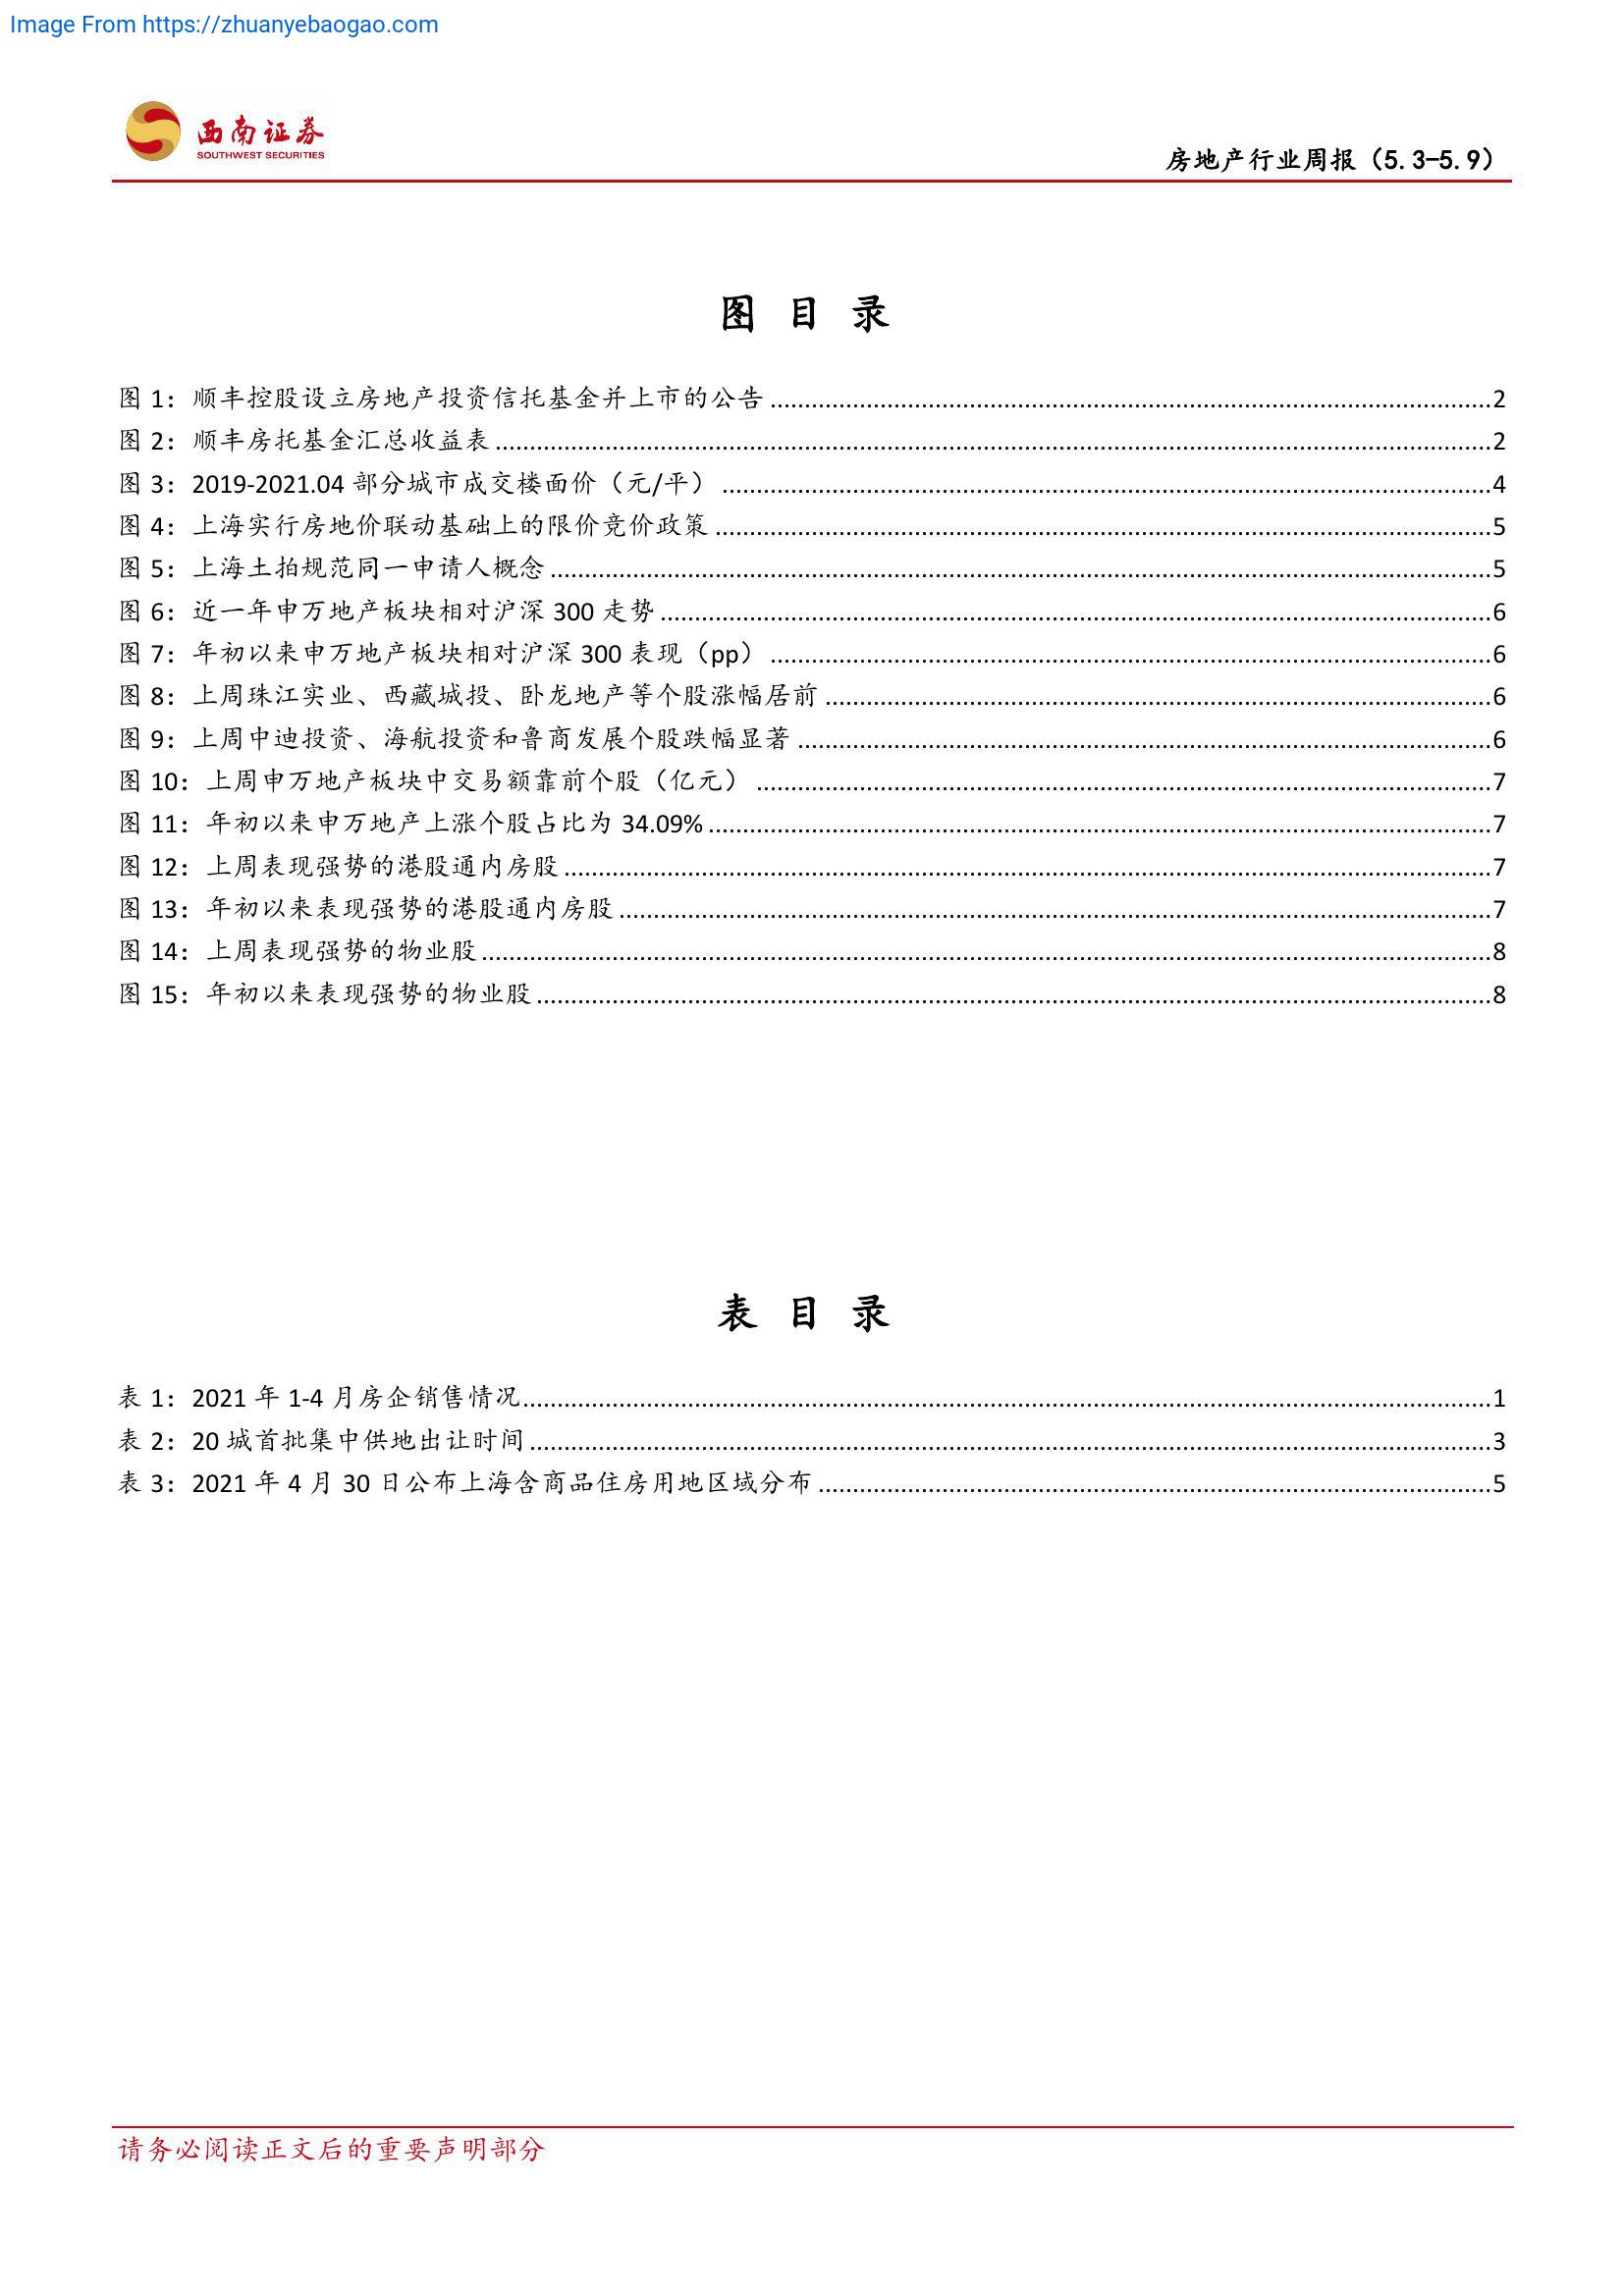 Image From https://zhuanyebaogao.com
西南证券
SOUTHWEST SECURITIES
房地产行业周报（5.3-5.9）
图 目 录
图 1：顺丰控股设立房地产投资信托基金并上市的公告 ........ 2
图 2：顺丰房托基金汇总收益表 ........ 2
图 3：2019-2021.04 部分城市成交楼面价（元/平） ........ 4
图 4：上海实行房地价联动基础上的限价竞价政策 ........ 5
图 5：上海土拍规范同一申请人概念 ........ 5
图 6：近一年申万地产板块相对沪深 300 走势 ........ 6
图 7：年初以来申万地产板块相对沪深 300 表现（pp） ........ 6
图 8：上周珠江实业、西藏城投、卧龙地产等个股涨幅居前 ........ 6
图 9：上周中迪投资、海航投资和鲁商发展个股跌幅显著 ........ 6
图 10：上周申万地产板块中交易额靠前个股（亿元） ........ 7
图 11：年初以来申万地产上涨个股占比为 34.09% ........ 7
图 12：上周表现强势的港股通内房股 ........ 7
图 13：年初以来表现强势的港股通内房股 ........ 7
图 14：上周表现强势的物业股 ........ 8
图 15：年初以来表现强势的物业股 ........ 8
表 目 录
表 1：2021 年 1-4 月房企销售情况 ........ 1
表 2：20 城首批集中供地出让时间 ........ 3
表 3：2021 年 4 月 30 日公布上海含商品住房用地区域分布 ........ 5
请务必阅读正文后的重要声明部分